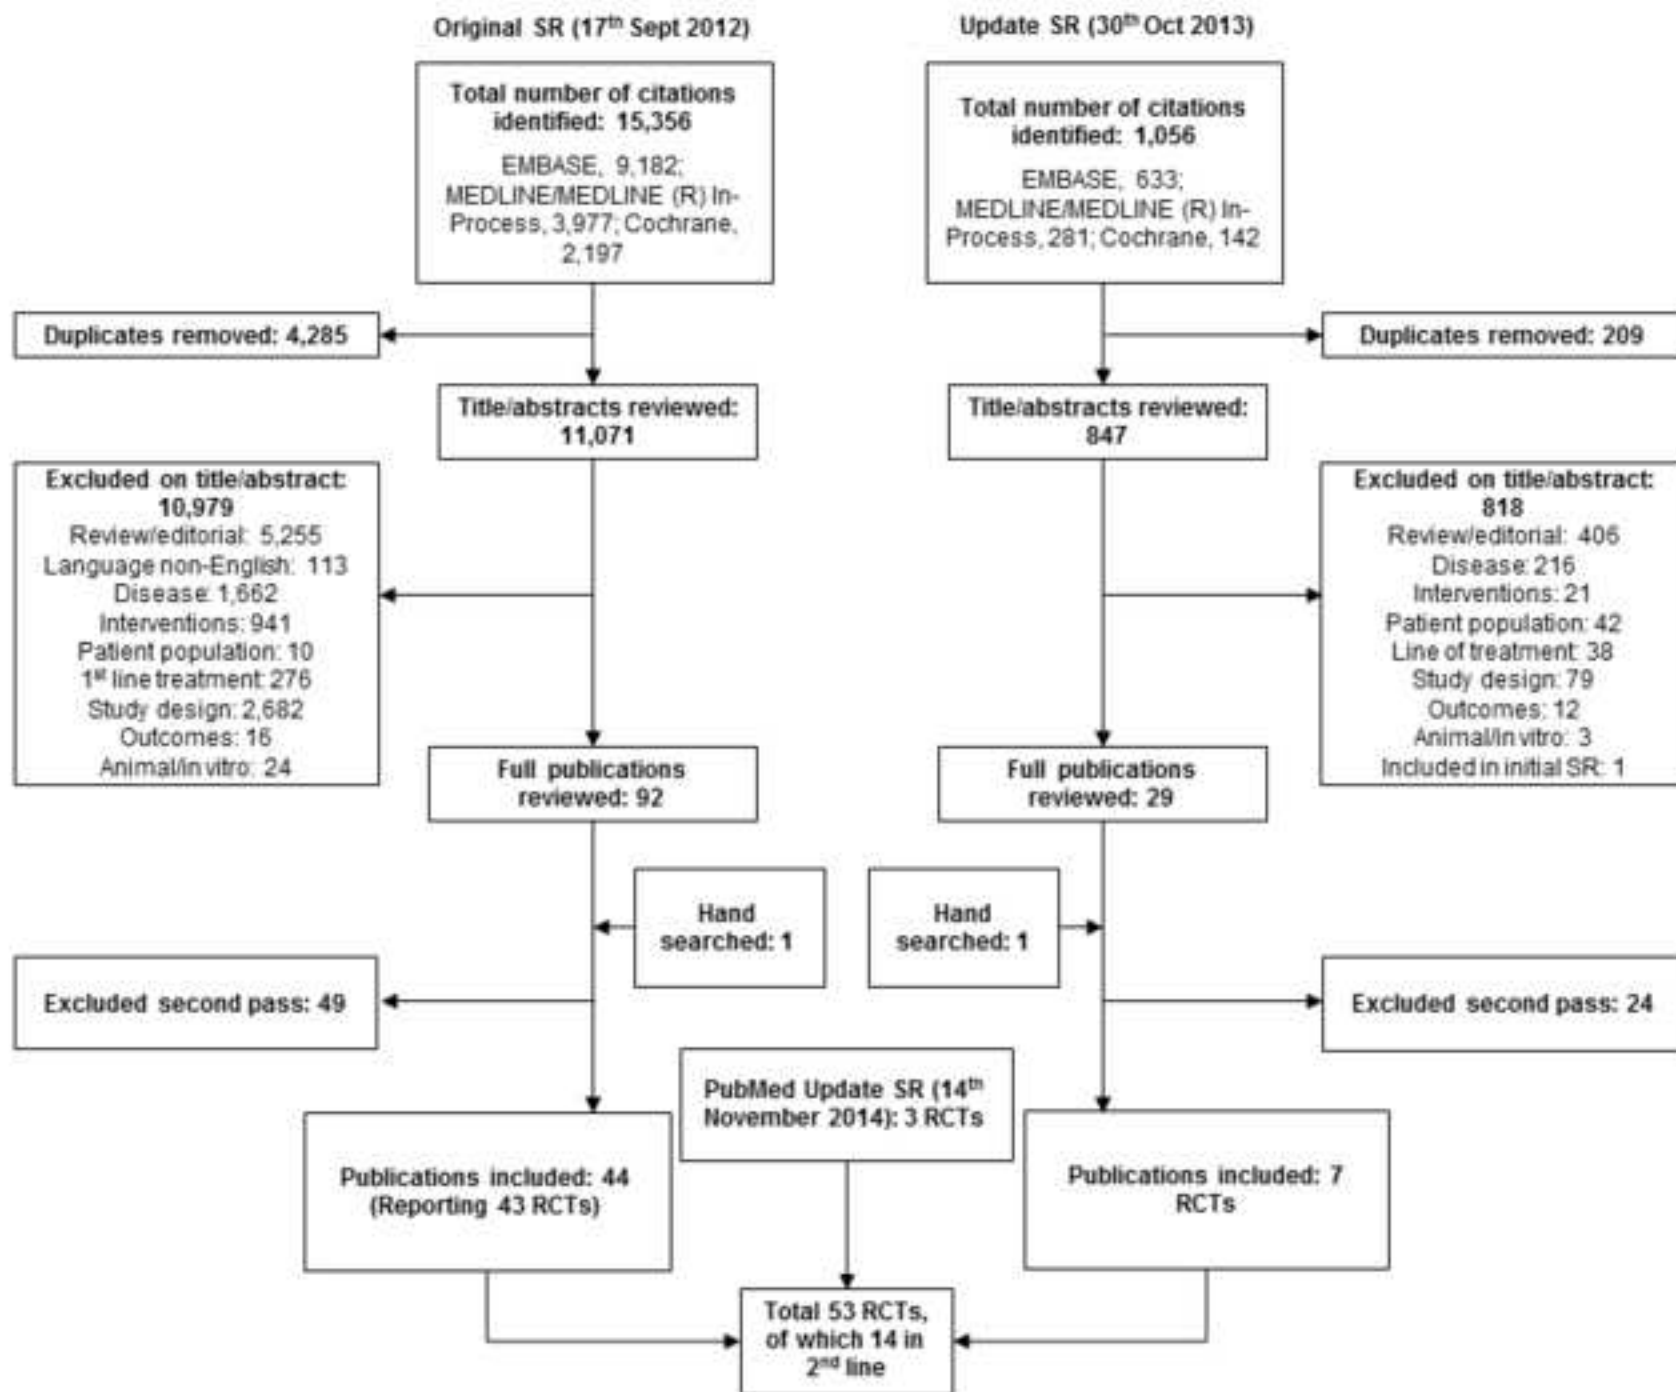 Original SR (17th Sept 2012)
Total number of citations
identified: 15,356
EMBASE, 9,182;
MEDLINE/MEDLINE (R) In-
Process, 3,977; Cochrane,
2,197
Duplicates removed: 4,285
Title/abstracts reviewed:
11,071
Excluded on title/abstract:
10,979
Review/editorial: 5,255
Language non-English: 113
Disease: 1,662
Interventions: 941
Patient population: 10
1st line treatment: 276
Study design: 2,682
Outcomes: 16
Animal/in vitro: 24
Full publications
reviewed: 92
Hand
searched: 1
Excluded second pass: 49
Publications included: 44
(Reporting 43 RCTs)
Update SR (30th Oct 2013)
Total number of citations
identified: 1,056
EMBASE, 633;
MEDLINE/MEDLINE (R) In-
Process, 281; Cochrane, 142
Duplicates removed: 209
Title/abstracts reviewed:
847
Excluded on title/abstract:
818
Review/editorial: 406
Disease: 216
Interventions: 21
Patient population: 42
Line of treatment: 38
Study design: 79
Outcomes: 12
Animal/in vitro: 3
Included in initial SR: 1
Full publications
reviewed: 29
Hand
searched: 1
Excluded second pass: 24
Publications included: 7
RCTs
PubMed Update SR (14th
November 2014): 3 RCTs
Total 53 RCTs,
of which 14 in
2nd line